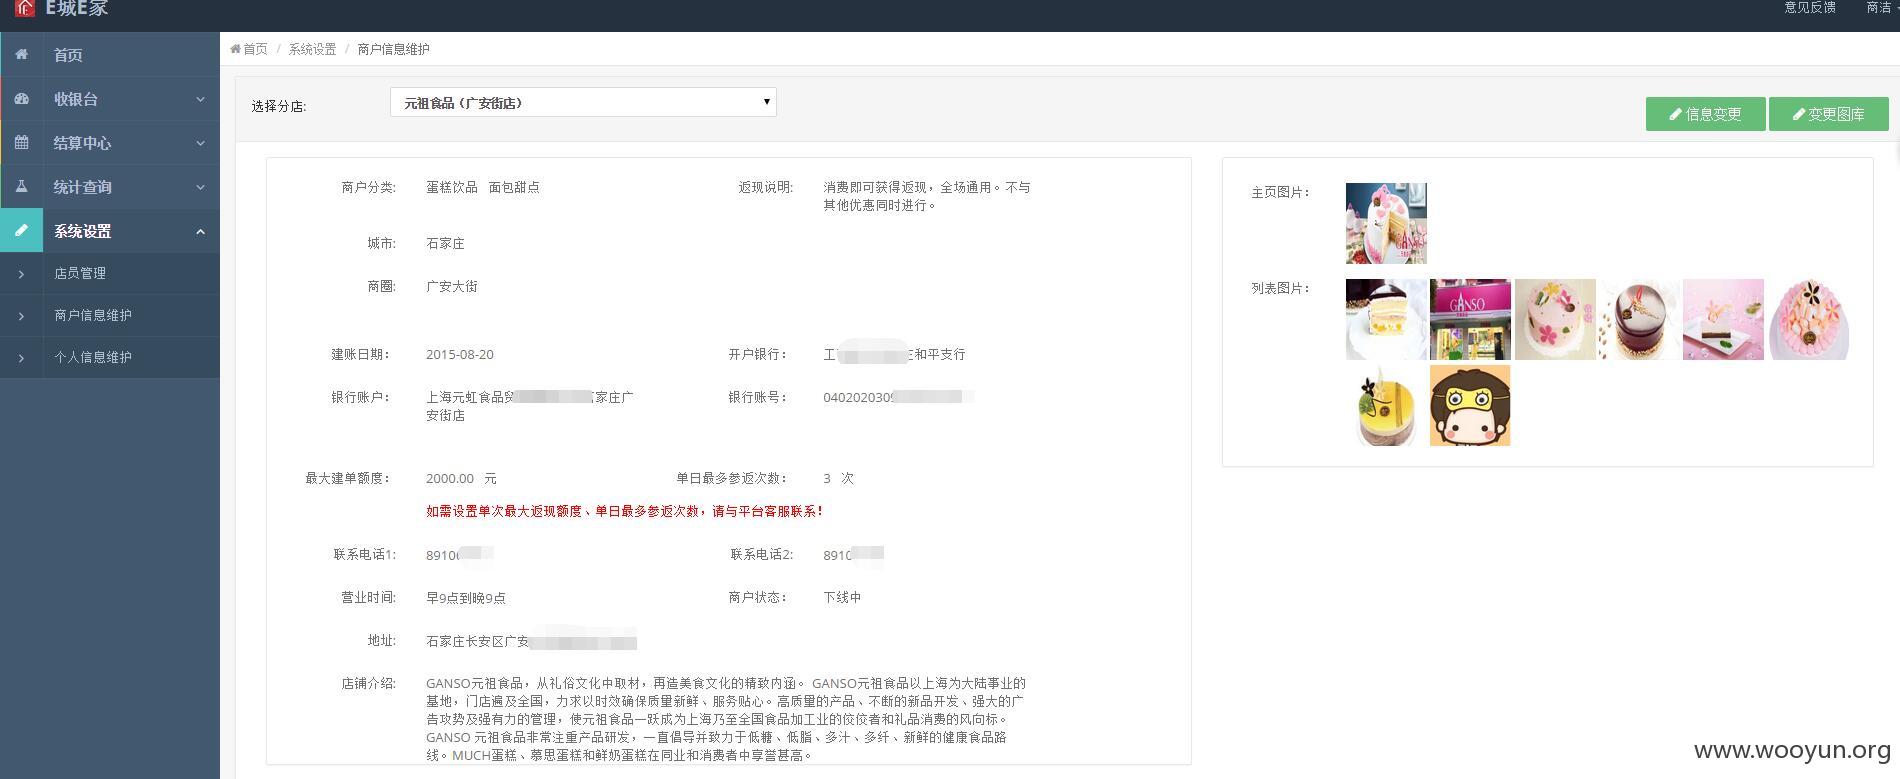 E城E家
意见反馈 商洁
首页
收银台
结算中心
统计查询
系统设置
店员管理
商户信息维护
个人信息维护
首页 / 系统设置 / 商户信息维护
选择分店: 元祖食品（广安街店）
信息变更 变更图库
商户分类: 蛋糕饮品 面包甜点
返现说明: 消费即可获得返现，全场通用。不与
其他优惠同时进行。
城市: 石家庄
商圈: 广安大街
建账日期: 2015-08-20
开户银行: 工 和平支行
银行账户: 上海元虹食品贸 家庄广
安街店
银行账号: 0402020309
最大建单额度: 2000.00 元
单日最多参返次数: 3 次
如需设置单次最大返现额度、单日最多参返次数，请与平台客服联系！
联系电话1: 8910
联系电话2: 8910
营业时间: 早9点到晚9点
商户状态: 下线中
地址: 石家庄长安区广安
店铺介绍: GANSO元祖食品，从礼俗文化中取材，再造美食文化的精致内涵。 GANSO元祖食品以上海为大陆事业的
基地，门店遍及全国，力求以时效确保质量新鲜、服务贴心。高质量的产品、不断的新品开发、强大的广
告攻势及强有力的管理，使元祖食品一跃成为上海乃至全国食品加工业的佼佼者和礼品消费的风向标。
GANSO 元祖食品非常注重产品研发，一直倡导并致力于低糖、低脂、多汁、多纤、新鲜的健康食品路
线。MUCH蛋糕、慕思蛋糕和鲜奶蛋糕在同业和消费者中享誉甚高。
主页图片:
GANSO
列表图片:
GANSO
www.wooyun.org